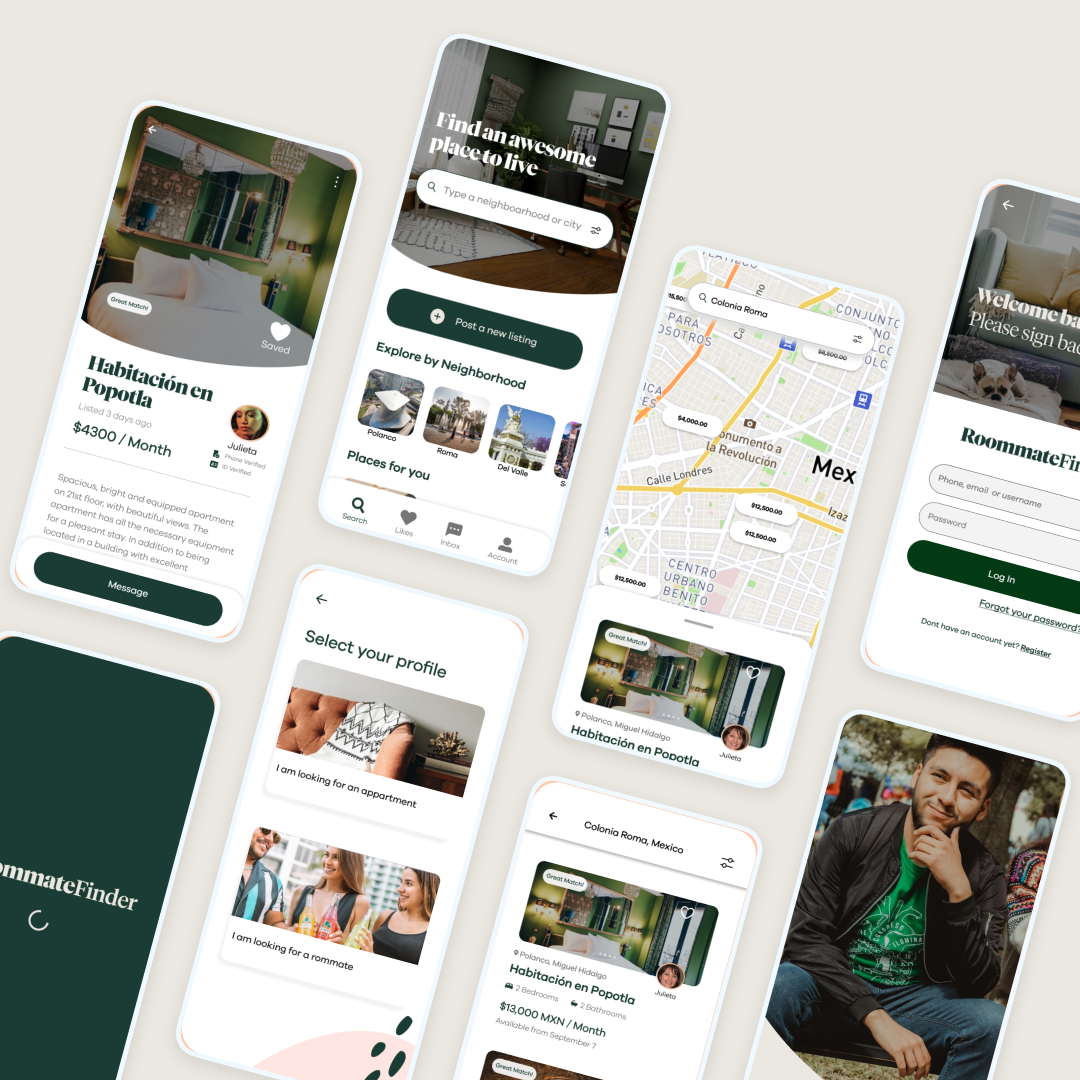 Great Match!
Saved
Habitación en
Popotla
Listed 3 days ago
$4300 / Month
Julieta
Phone Verified
ID Verified
Spacious, bright and equipped apartment
on 21st floor, with beautiful views. The
apartment has all the necessary equipment
for a pleasant stay. In addition to being
located in a building with excellent
Message
Find an awesome
place to live
Type a neighboarhood or city
Post a new listing
Explore by Neighborhood
Polanco
Roma
Del Valle
Places for you
Search
Likes
Inbox
Account
Colonia Roma
PARA
OSOTROS
CONJUNTO
$8,500.00
$4,000.00
onumento a
la Revolución
Mex
Calle Londres
Izaz
$12,500.00
$12,500.00
$12,500.00
CENTRO
URBANO
BENITO
Great Match!
Polanco, Miguel Hidalgo
Habitación en Popotla
Julieta
Welcome ba
Please sign bac
RoommateFin
Phone, email or username
Password
Log In
Forgot your password?
Dont have an account yet? Register
ommateFinder
Select your profile
I am looking for an appartment
I am looking for a rommate
Colonia Roma, Mexico
Great Match!
Polanco, Miguel Hidalgo
Habitación en Popotla
Julieta
2 Bedrooms
2 Bathrooms
$13,000 MXN / Month
Available from September 7
Great Match!